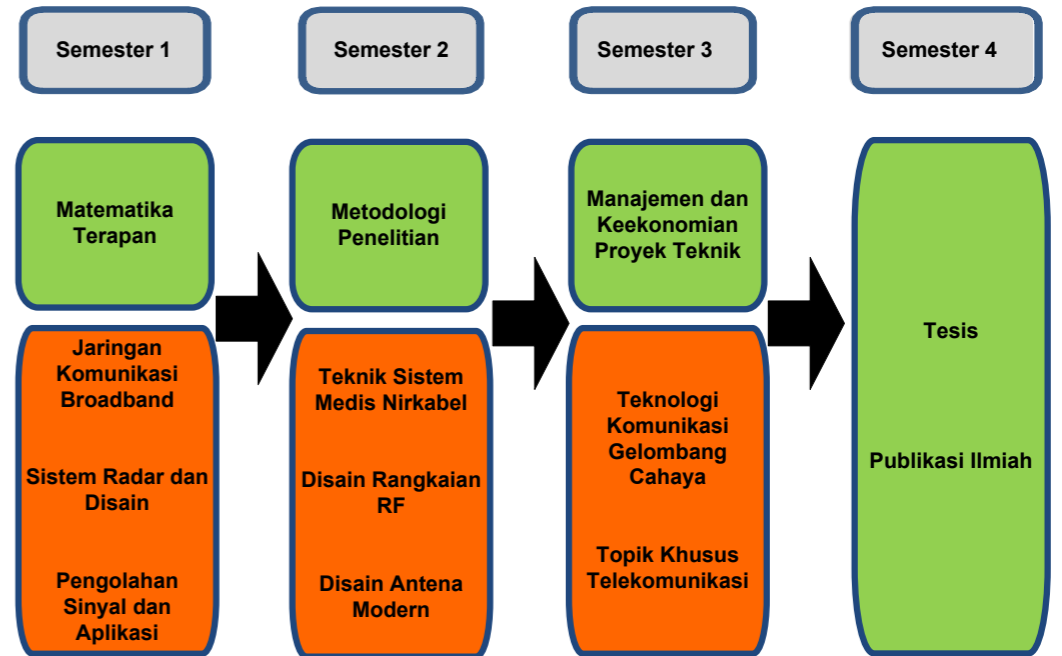 Semester 1
Semester 2
Semester 3
Semester 4
Matematika
Terapan
Metodologi
Penelitian
Manajemen dan
Keekonomian
Proyek Teknik
Jaringan
Komunikasi
Broadband
Sistem Radar dan
Disain
Pengolahan
Sinyal dan
Aplikasi
Teknik Sistem
Medis Nirkabel
Disain Rangkaian
RF
Disain Antena
Modern
Teknologi
Komunikasi
Gelombang
Cahaya
Topik Khusus
Telekomunikasi
Tesis
Publikasi Ilmiah